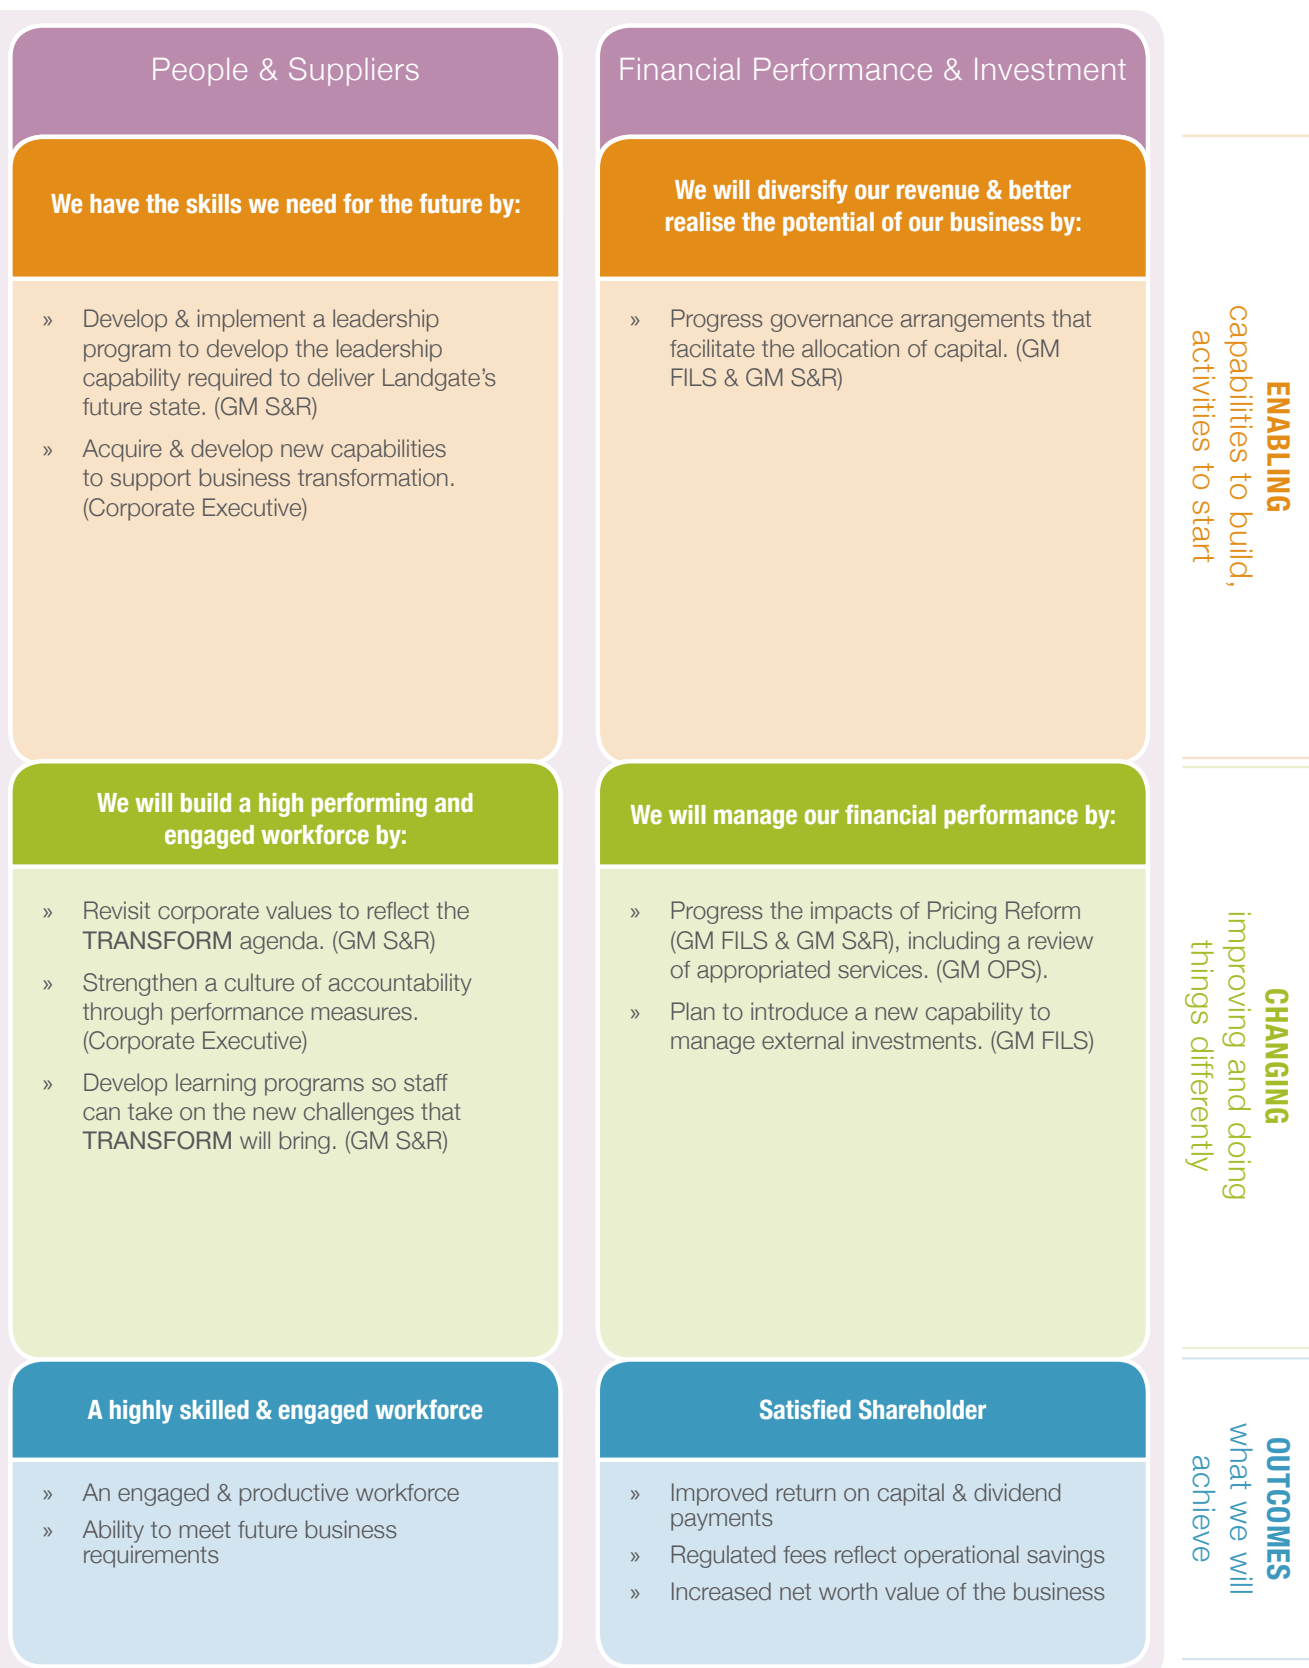 People & Suppliers
We have the skills we need for the future by:
» Develop & implement a leadership
program to develop the leadership
capability required to deliver Landgate’s
future state. (GM S&R)
» Acquire & develop new capabilities
to support business transformation.
(Corporate Executive)
We will build a high performing and
engaged workforce by:
» Revisit corporate values to reflect the
TRANSFORM agenda. (GM S&R)
» Strengthen a culture of accountability
through performance measures.
(Corporate Executive)
» Develop learning programs so staff
can take on the new challenges that
TRANSFORM will bring. (GM S&R)
A highly skilled & engaged workforce
» An engaged & productive workforce
» Ability to meet future business
requirements
Financial Performance & Investment
We will diversify our revenue & better
realise the potential of our business by:
» Progress governance arrangements that
facilitate the allocation of capital. (GM
FILS & GM S&R)
We will manage our financial performance by:
» Progress the impacts of Pricing Reform
(GM FILS & GM S&R), including a review
of appropriated services. (GM OPS).
» Plan to introduce a new capability to
manage external investments. (GM FILS)
Satisfied Shareholder
» Improved return on capital & dividend
payments
» Regulated fees reflect operational savings
» Increased net worth value of the business
ENABLING
capabilities to build,
activities to start
CHANGING
improving and doing
things differently
OUTCOMES
what we will
achieve